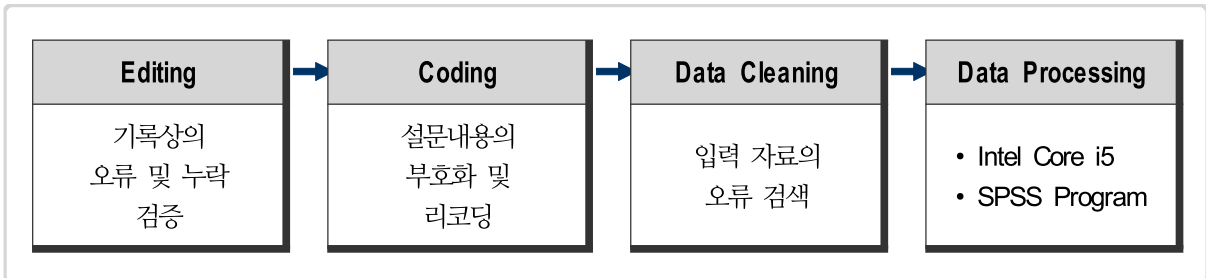 Editing
기록상의
오류 및 누락
검증
Coding
설문내용의
부호화 및
리코딩
Data Cleaning
입력 자료의
오류 검색
Data Processing
• Intel Core i5
• SPSS Program